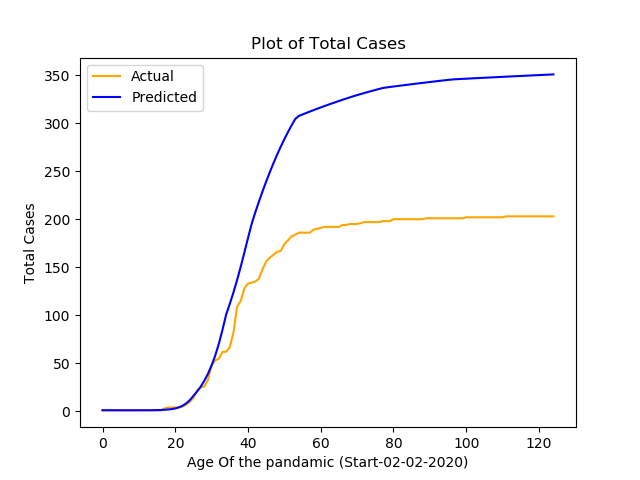 Plot of Total Cases
Actual
Predicted
350
300
250
200
150
100
50
0
Total Cases
0 20 40 60 80 100 120
Age Of the pandamic (Start-02-02-2020)